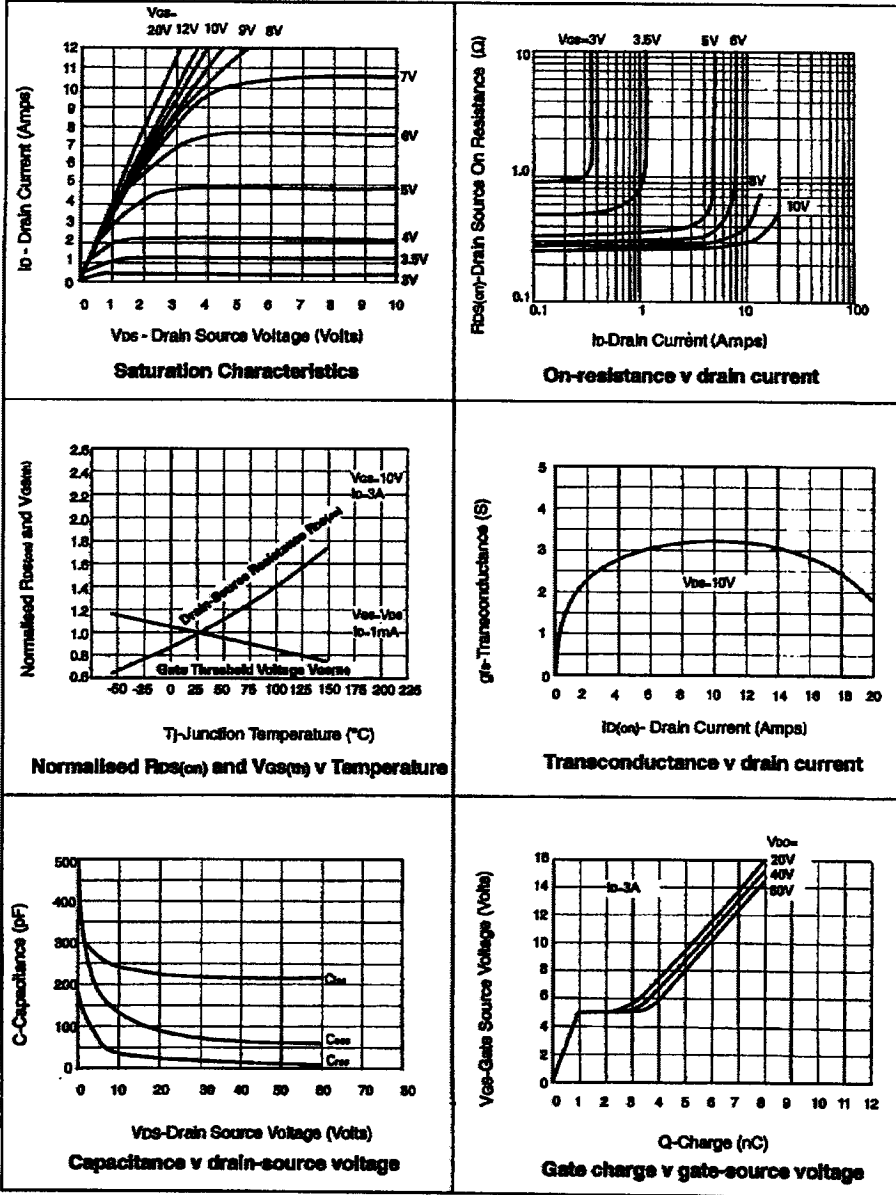 VGS=
20V 12V 10V 9V 8V
12
11
10
9
8
7
6
5
4
3
2
1
0
7V
6V
5V
4V
3.5V
3V
0 1 2 3 4 5 6 7 8 9 10
ID - Drain Current (Amps)
VDS - Drain Source Voltage (Volts)
Saturation Characteristics
VGS=3V 3.5V 5V 6V
8V
10V
10
1.0
0.1
0.1 1 10 100
RDS(on)-Drain Source On Resistance (Ω)
ID-Drain Current (Amps)
On-resistance v drain current
2.6
2.4
2.2
2.0
1.8
1.6
1.4
1.2
1.0
0.8
0.6
VGS=10V
ID=3A
Drain-Source Resistance RDS(on)
VGS=VDS
ID=1mA
Gate Threshold Voltage VGS(TH)
-50 -25 0 25 50 75 100 125 150 175 200 225
Normalised RDS(on) and VGS(th)
Tj-Junction Temperature (°C)
Normalised RDS(on) and VGS(th) v Temperature
5
4
3
2
1
0
VDS=10V
0 2 4 6 8 10 12 14 16 18 20
gfs-Transconductance (S)
ID(on)- Drain Current (Amps)
Transconductance v drain current
500
400
300
200
100
0
Ciss
Coss
Crss
0 10 20 30 40 50 60 70 80
C-Capacitance (pF)
VDS-Drain Source Voltage (Volts)
Capacitance v drain-source voltage
VDD=
20V
40V
60V
ID=3A
16
14
12
10
8
6
4
2
0
0 1 2 3 4 5 6 7 8 9 10 11 12
VGS-Gate Source Voltage (Volts)
Q-Charge (nC)
Gate charge v gate-source voltage